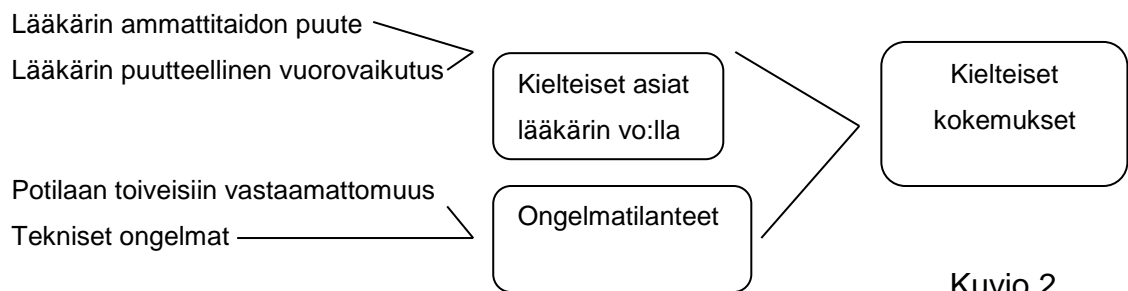 Lääkärin ammattitaidon puute
Lääkärin puutteellinen vuorovaikutus
Kielteiset asiat
lääkärin vo:lla
Kielteiset
kokemukset
Potilaan toiveisiin vastaamattomuus
Tekniset ongelmat
Ongelmatilanteet
Kuvio 2